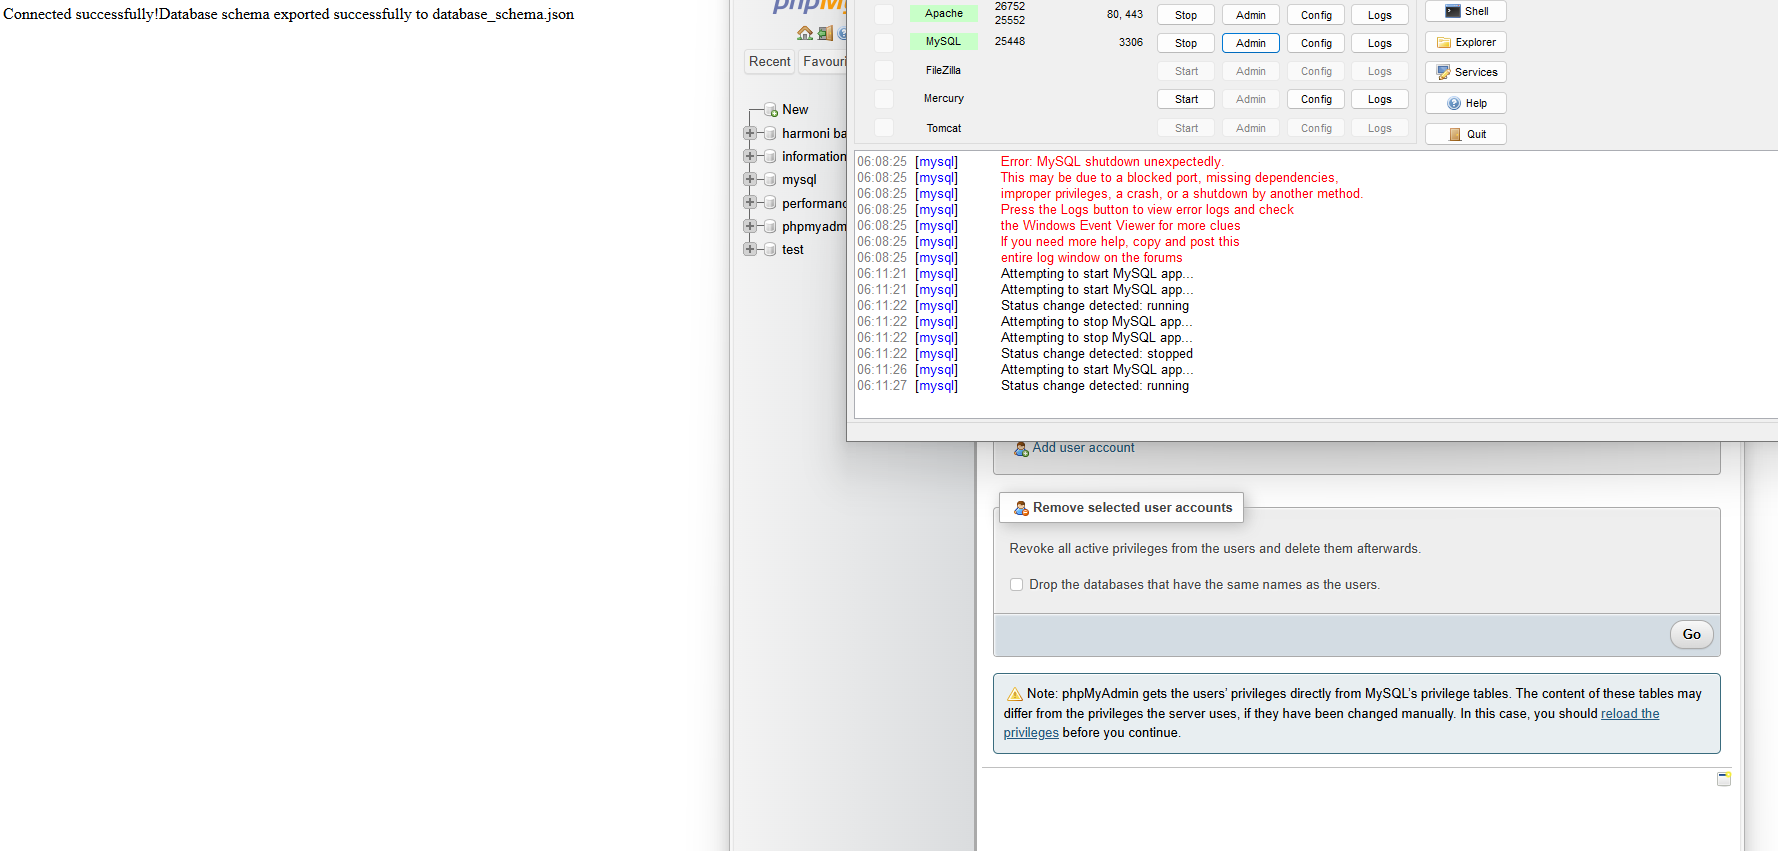 Connected successfully!Database schema exported successfully to database_schema.json
Recent Favouri
New
harmoni ba
information
mysql
performanc
phpmyadm
test
Apache 26752 25552 80, 443 Stop Admin Config Logs
MySQL 25448 3306 Stop Admin Config Logs
FileZilla Start Admin Config Logs
Mercury Start Admin Config Logs
Tomcat Start Admin Config Logs
Shell
Explorer
Services
Help
Quit
06:08:25 [mysql] Error: MySQL shutdown unexpectedly.
06:08:25 [mysql] This may be due to a blocked port, missing dependencies,
06:08:25 [mysql] improper privileges, a crash, or a shutdown by another method.
06:08:25 [mysql] Press the Logs button to view error logs and check
06:08:25 [mysql] the Windows Event Viewer for more clues
06:08:25 [mysql] If you need more help, copy and post this
06:08:25 [mysql] entire log window on the forums
06:11:21 [mysql] Attempting to start MySQL app...
06:11:21 [mysql] Attempting to start MySQL app...
06:11:22 [mysql] Status change detected: running
06:11:22 [mysql] Attempting to stop MySQL app...
06:11:22 [mysql] Attempting to stop MySQL app...
06:11:22 [mysql] Status change detected: stopped
06:11:26 [mysql] Attempting to start MySQL app...
06:11:27 [mysql] Status change detected: running
Add user account
Remove selected user accounts
Revoke all active privileges from the users and delete them afterwards.
Drop the databases that have the same names as the users.
Go
Note: phpMyAdmin gets the users’ privileges directly from MySQL’s privilege tables. The content of these tables may
differ from the privileges the server uses, if they have been changed manually. In this case, you should reload the
privileges before you continue.